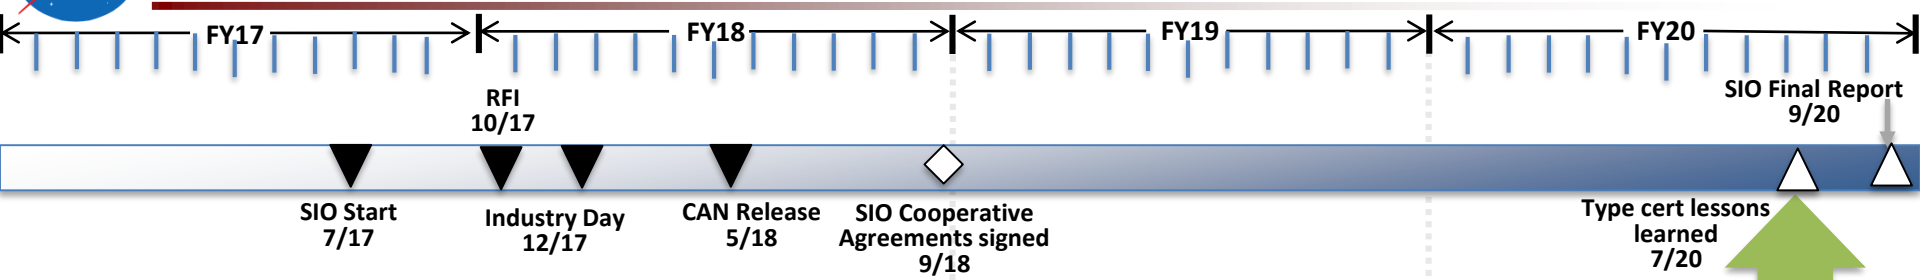 FY17
FY18
FY19
FY20
RFI
10/17
SIO Final Report
9/20
SIO Start
7/17
Industry Day
12/17
CAN Release
5/18
SIO Cooperative
Agreements signed
9/18
Type cert lessons
learned
7/20